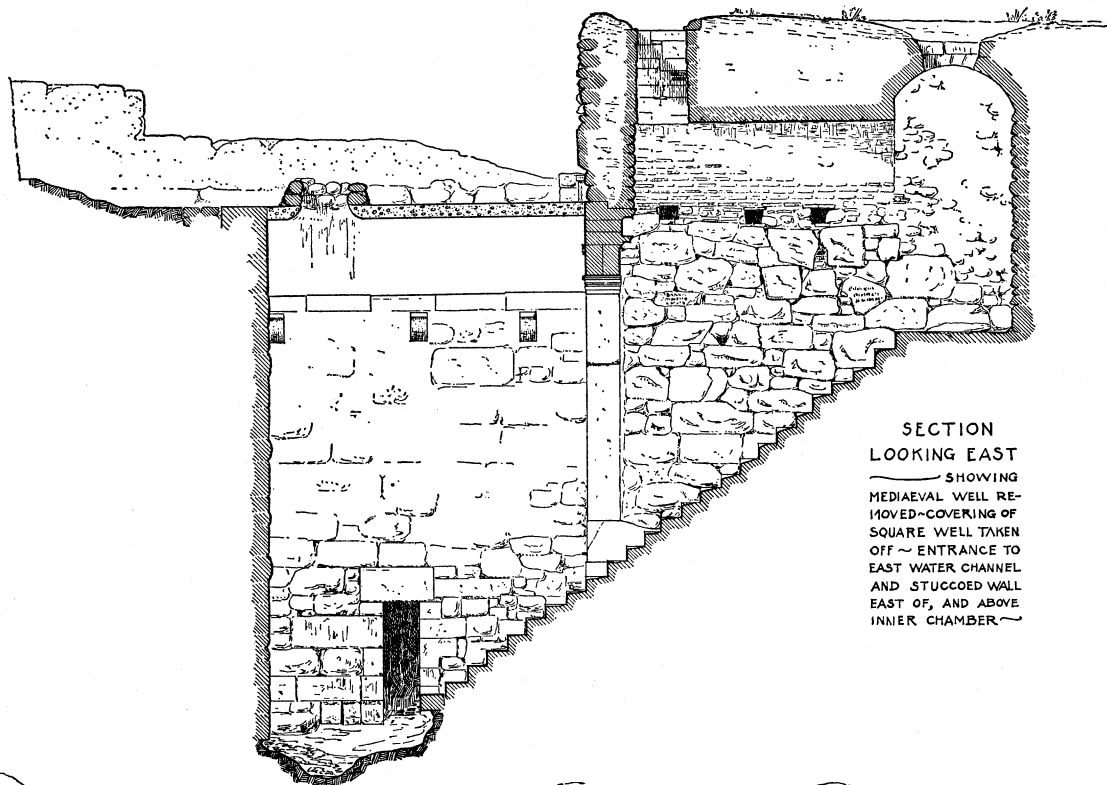 SECTION
LOOKING EAST
SHOWING
MEDIAEVAL WELL RE-
MOVED~COVERING OF
SQUARE WELL TAKEN
OFF ~ ENTRANCE TO
EAST WATER CHANNEL
AND STUCCOED WALL
EAST OF, AND ABOVE
INNER CHAMBER~